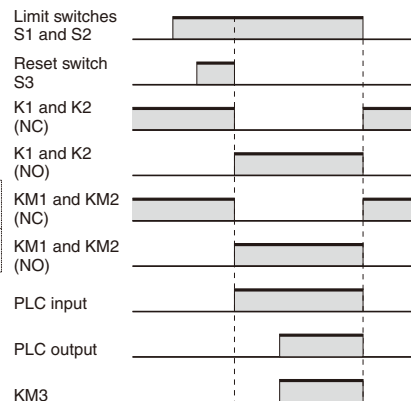 Limit switches
S1 and S2
Reset switch
S3
K1 and K2
(NC)
K1 and K2
(NO)
KM1 and KM2
(NC)
KM1 and KM2
(NO)
PLC input
PLC output
KM3